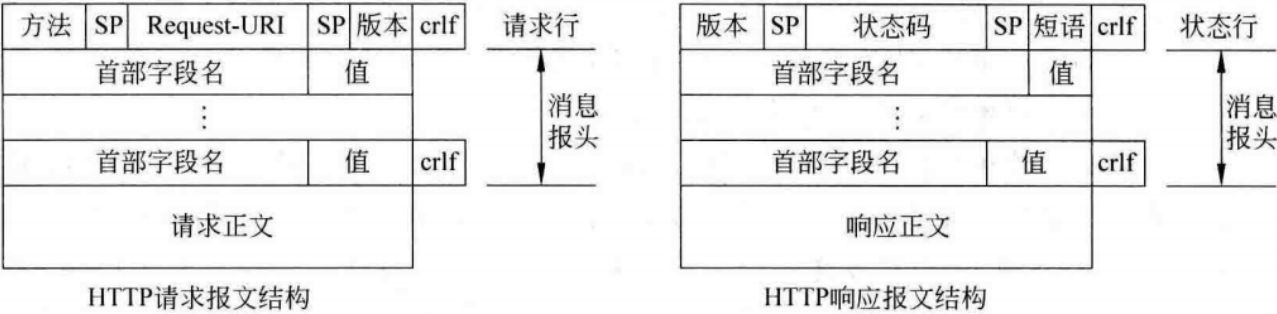 方法 SP Request-URI SP 版本 crlf 请求行
首部字段名 值
⋮
首部字段名 值 crlf
消息
报头
请求正文
HTTP请求报文结构
版本 SP 状态码 SP 短语 crlf 状态行
首部字段名 值
⋮
首部字段名 值 crlf
消息
报头
响应正文
HTTP响应报文结构